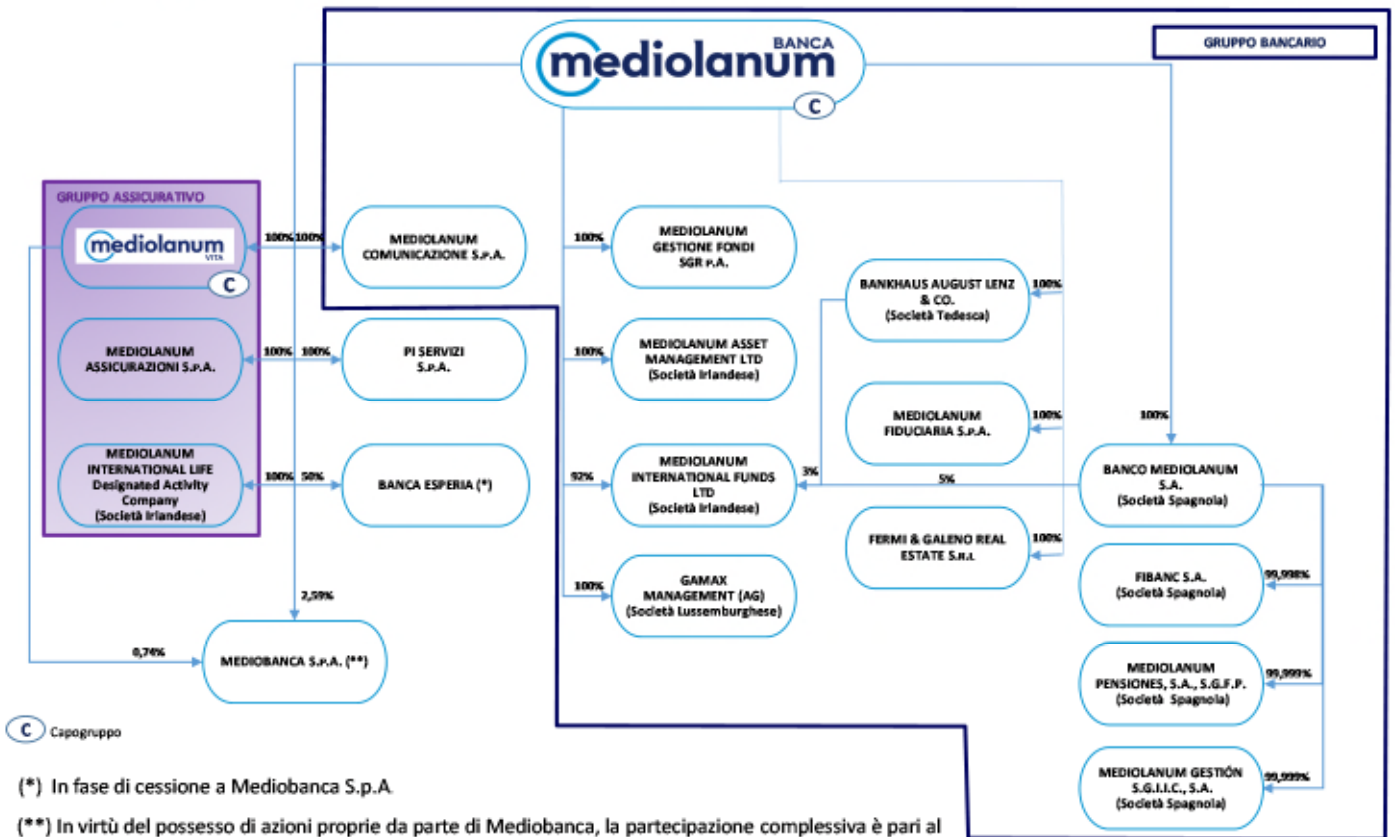 BANCA
mediolanum
C
GRUPPO BANCARIO
GRUPPO ASSICURATIVO
mediolanum
VITA
C
100%
100%
MEDIOLANUM
COMUNICAZIONE S.P.A.
100%
MEDIOLANUM
GESTIONE FONDI
SGR P.A.
BANKHAUS AUGUST LENZ
& CO.
(Società Tedesca)
100%
MEDIOLANUM
ASSICURAZIONI S.P.A.
100%
100%
PI SERVIZI
S.P.A.
100%
MEDIOLANUM ASSET
MANAGEMENT LTD
(Società Irlandese)
MEDIOLANUM
FIDUCIARIA S.P.A.
100%
100%
MEDIOLANUM
INTERNATIONAL LIFE
Designated Activity
Company
(Società Irlandese)
100%
50%
BANCA ESPERIA (*)
92%
MEDIOLANUM
INTERNATIONAL FUNDS
LTD
(Società Irlandese)
3%
5%
BANCO MEDIOLANUM
S.A.
(Società Spagnola)
FERMI & GALENO REAL
ESTATE S.R.L
100%
2,59%
100%
GAMAX
MANAGEMENT (AG)
(Società Lussemburghese)
FIBANC S.A.
(Società Spagnola)
99,998%
0,74%
MEDIOBANCA S.P.A. (**)
MEDIOLANUM
PENSIONES, S.A., S.G.F.P.
(Società Spagnola)
99,999%
C Capogruppo
MEDIOLANUM GESTIÓN
S.G.I.I.C., S.A.
(Società Spagnola)
99,999%
(*) In fase di cessione a Mediobanca S.p.A.
(**) In virtù del possesso di azioni proprie da parte di Mediobanca, la partecipazione complessiva è pari al